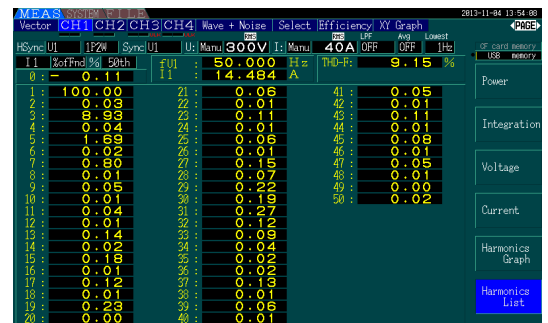 MEAS SYSTEM FILE 2013-11-04 13:54:08
Vector CH1 CH2 CH3 CH4 Wave + Noise Select Efficiency XY Graph PAGE
RMS RMS LPF Avg Lowest
HSync U1 1P2W Sync U1 U: Manu 300V I: Manu 40A OFF OFF 1Hz
CF card memory
USB memory
I1 %ofFnd % 50th fU1 : 50.000 Hz THD-F: 9.15 %
0: - 0.11 I1 : 14.484 A
1: 100.00 21 : 0.06 41 : 0.05
2: 0.03 22 : 0.01 42 : 0.01
3: 8.93 23 : 0.11 43 : 0.11
4: 0.04 24 : 0.01 44 : 0.01
5: 1.69 25 : 0.06 45 : 0.08
6: 0.02 26 : 0.01 46 : 0.01
7: 0.80 27 : 0.15 47 : 0.05
8: 0.01 28 : 0.07 48 : 0.01
9: 0.05 29 : 0.22 49 : 0.00
10: 0.01 30 : 0.19 50 : 0.02
11: 0.04 31 : 0.27
12: 0.01 32 : 0.12
13: 0.14 33 : 0.09
14: 0.02 34 : 0.04
15: 0.18 35 : 0.02
16: 0.01 36 : 0.02
17: 0.12 37 : 0.13
18: 0.01 38 : 0.01
19: 0.23 39 : 0.06
20: 0.00 40 : 0.01
Power
Integration
Voltage
Current
Harmonics
Graph
Harmonics
List